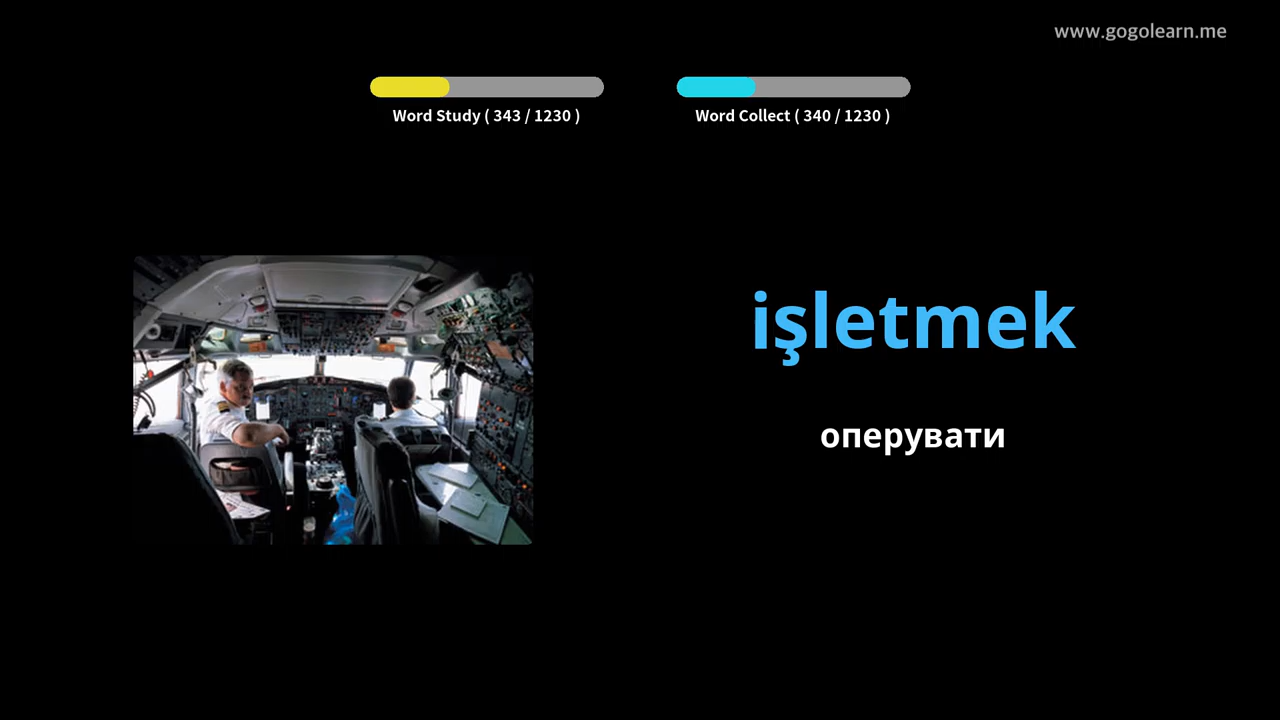 www.gogolearn.me
Word Study ( 343 / 1230 )
Word Collect ( 340 / 1230 )
işletmek
оперувати